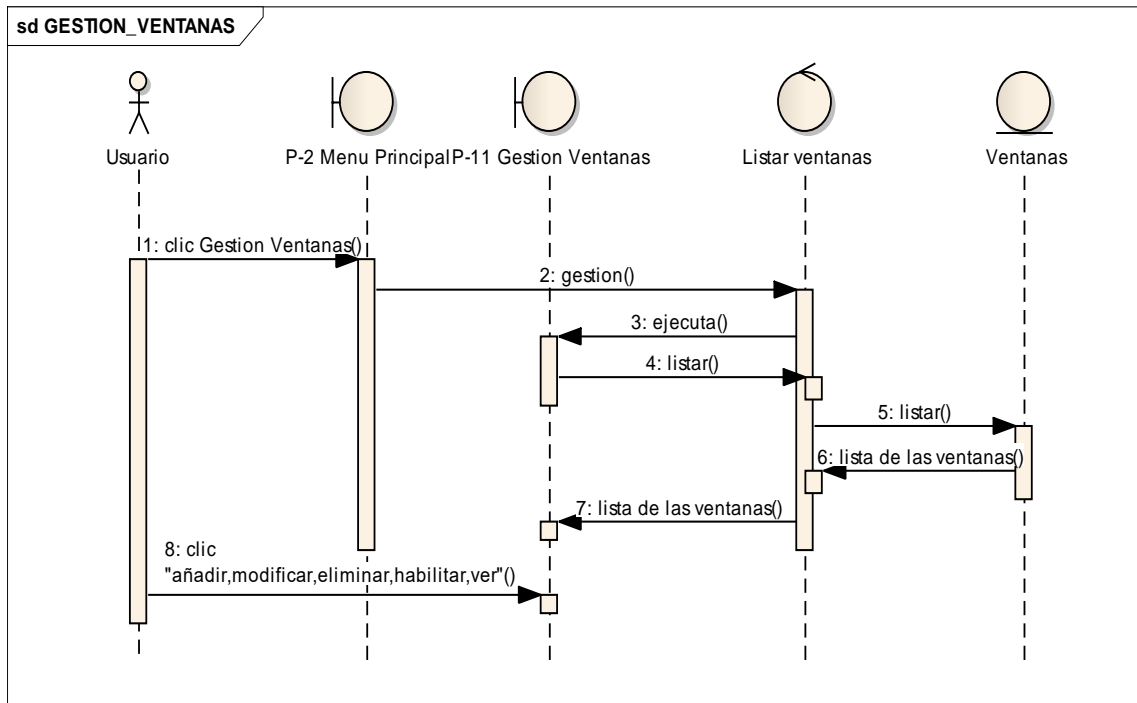 sd GESTION_VENTANAS
Usuario
P-2 Menu Principal
P-11 Gestion Ventanas
Listar ventanas
Ventanas
1: clic Gestion Ventanas()
2: gestion()
3: ejecuta()
4: listar()
5: listar()
6: lista de las ventanas()
7: lista de las ventanas()
8: clic
"añadir,modificar,eliminar,habilitar,ver"()